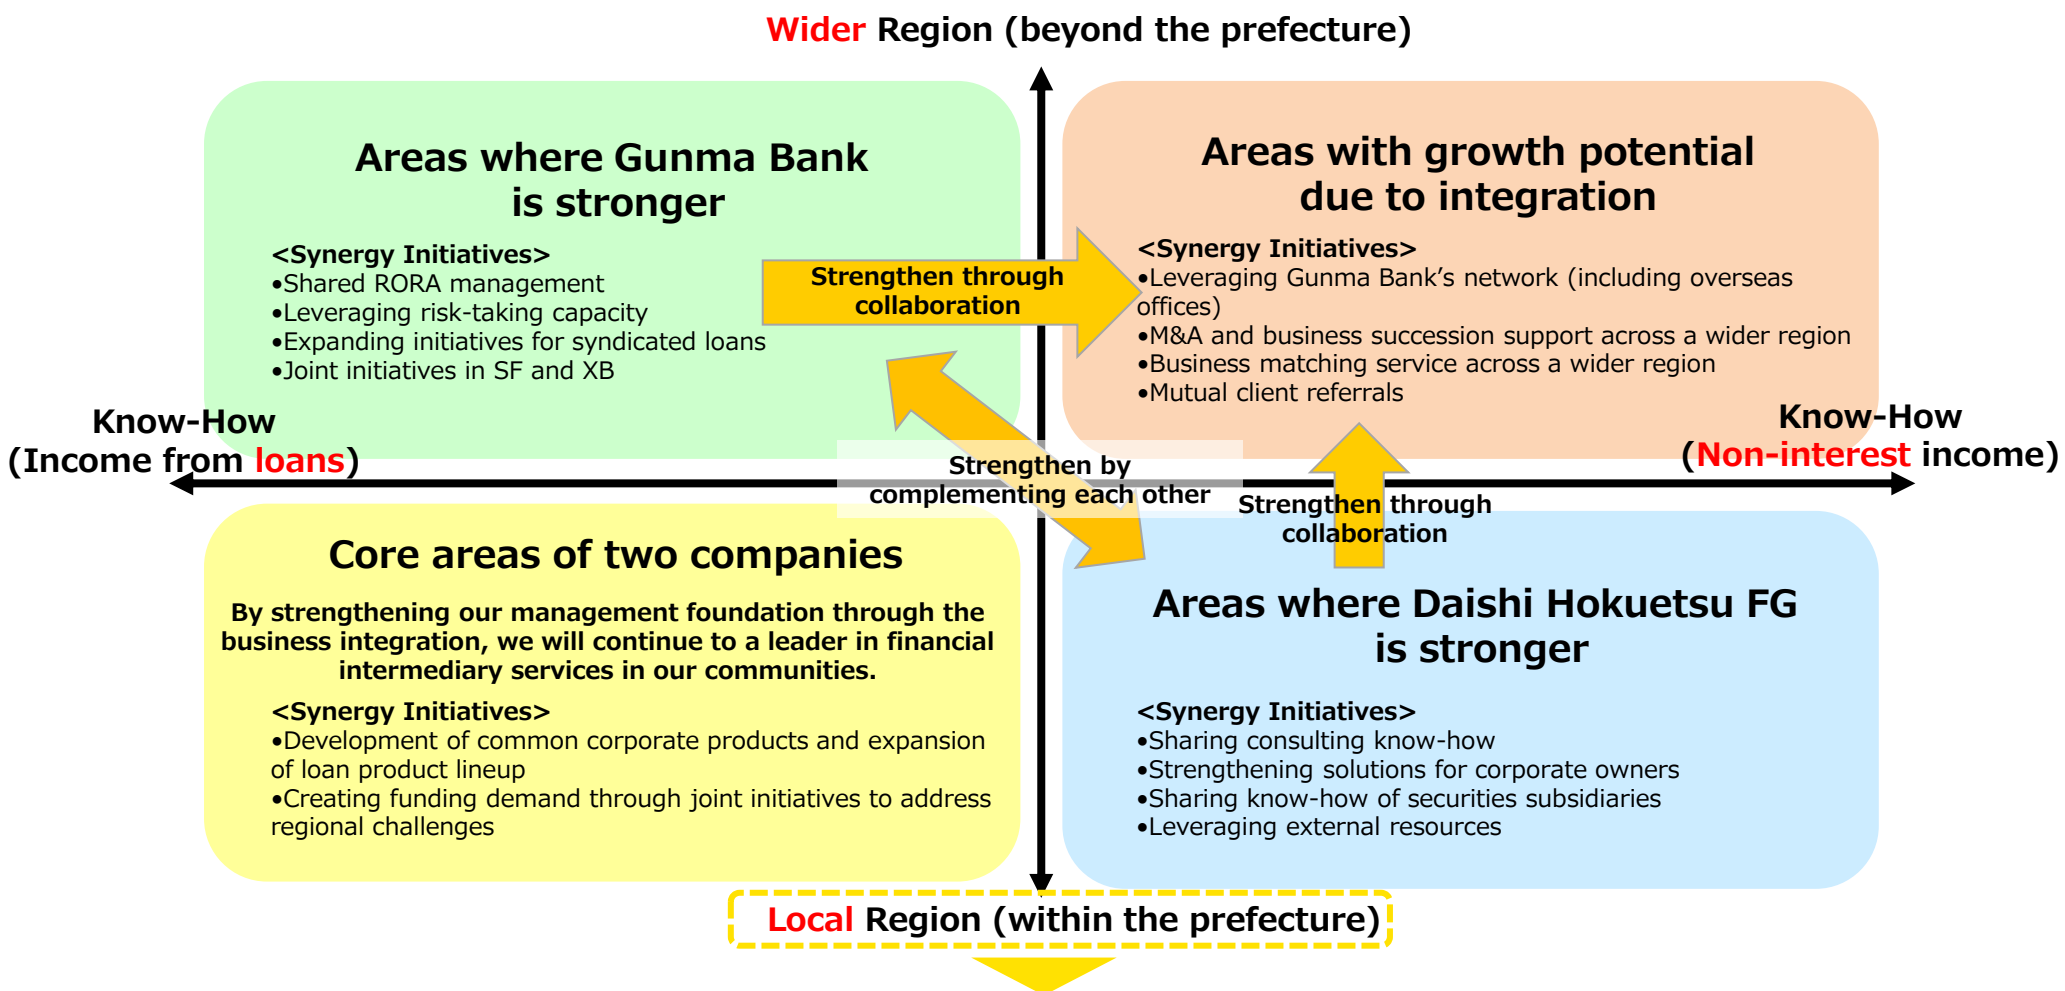 Wider Region (beyond the prefecture)
Areas where Gunma Bank
is stronger
<Synergy Initiatives>
•Shared RORA management
•Leveraging risk-taking capacity
•Expanding initiatives for syndicated loans
•Joint initiatives in SF and XB
Strengthen through
collaboration
Areas with growth potential
due to integration
<Synergy Initiatives>
•Leveraging Gunma Bank’s network (including overseas
offices)
•M&A and business succession support across a wider region
•Business matching service across a wider region
•Mutual client referrals
Know-How
(Income from loans)
Know-How
(Non-interest income)
Strengthen by
complementing each other
Strengthen through
collaboration
Core areas of two companies
By strengthening our management foundation through the
business integration, we will continue to a leader in financial
intermediary services in our communities.
<Synergy Initiatives>
•Development of common corporate products and expansion
of loan product lineup
•Creating funding demand through joint initiatives to address
regional challenges
Areas where Daishi Hokuetsu FG
is stronger
<Synergy Initiatives>
•Sharing consulting know-how
•Strengthening solutions for corporate owners
•Sharing know-how of securities subsidiaries
•Leveraging external resources
Local Region (within the prefecture)